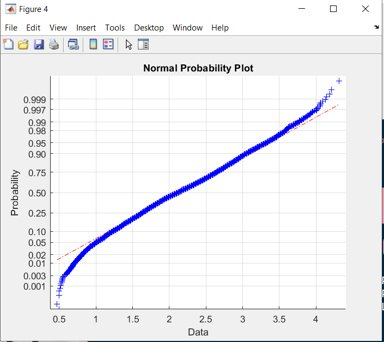 Figure 4
File Edit View Insert Tools Desktop Window Help
Normal Probability Plot
0.999
0.997
0.99
0.98
0.95
0.90
0.75
0.50
0.25
0.10
0.05
0.02
0.01
0.003
0.001
Probability
0.5 1 1.5 2 2.5 3 3.5 4
Data